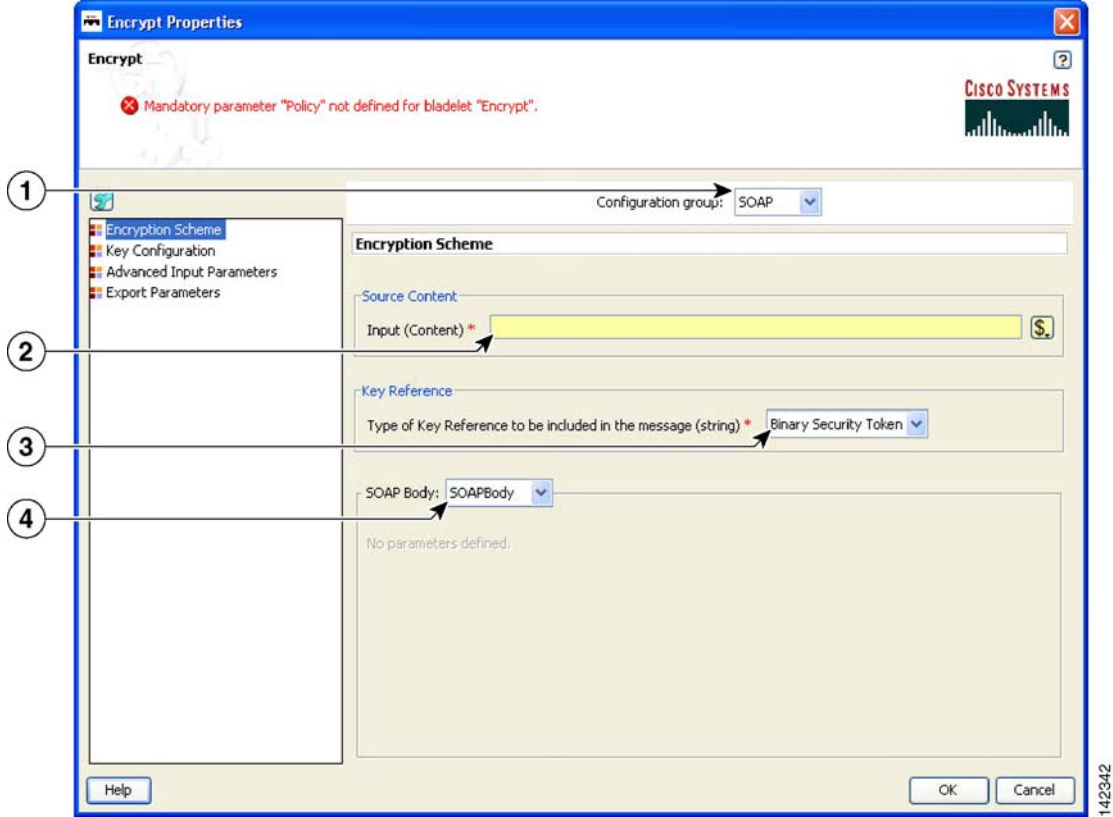 Encrypt Properties
Encrypt
?
Mandatory parameter "Policy" not defined for bladelet "Encrypt".
CISCO SYSTEMS
1
Configuration group: SOAP
Encryption Scheme
Key Configuration
Advanced Input Parameters
Export Parameters
Encryption Scheme
Source Content
2
Input (Content) *
$
Key Reference
3
Type of Key Reference to be included in the message (string) * Binary Security Token
4
SOAP Body: SOAPBody
No parameters defined.
Help
OK
Cancel
142342